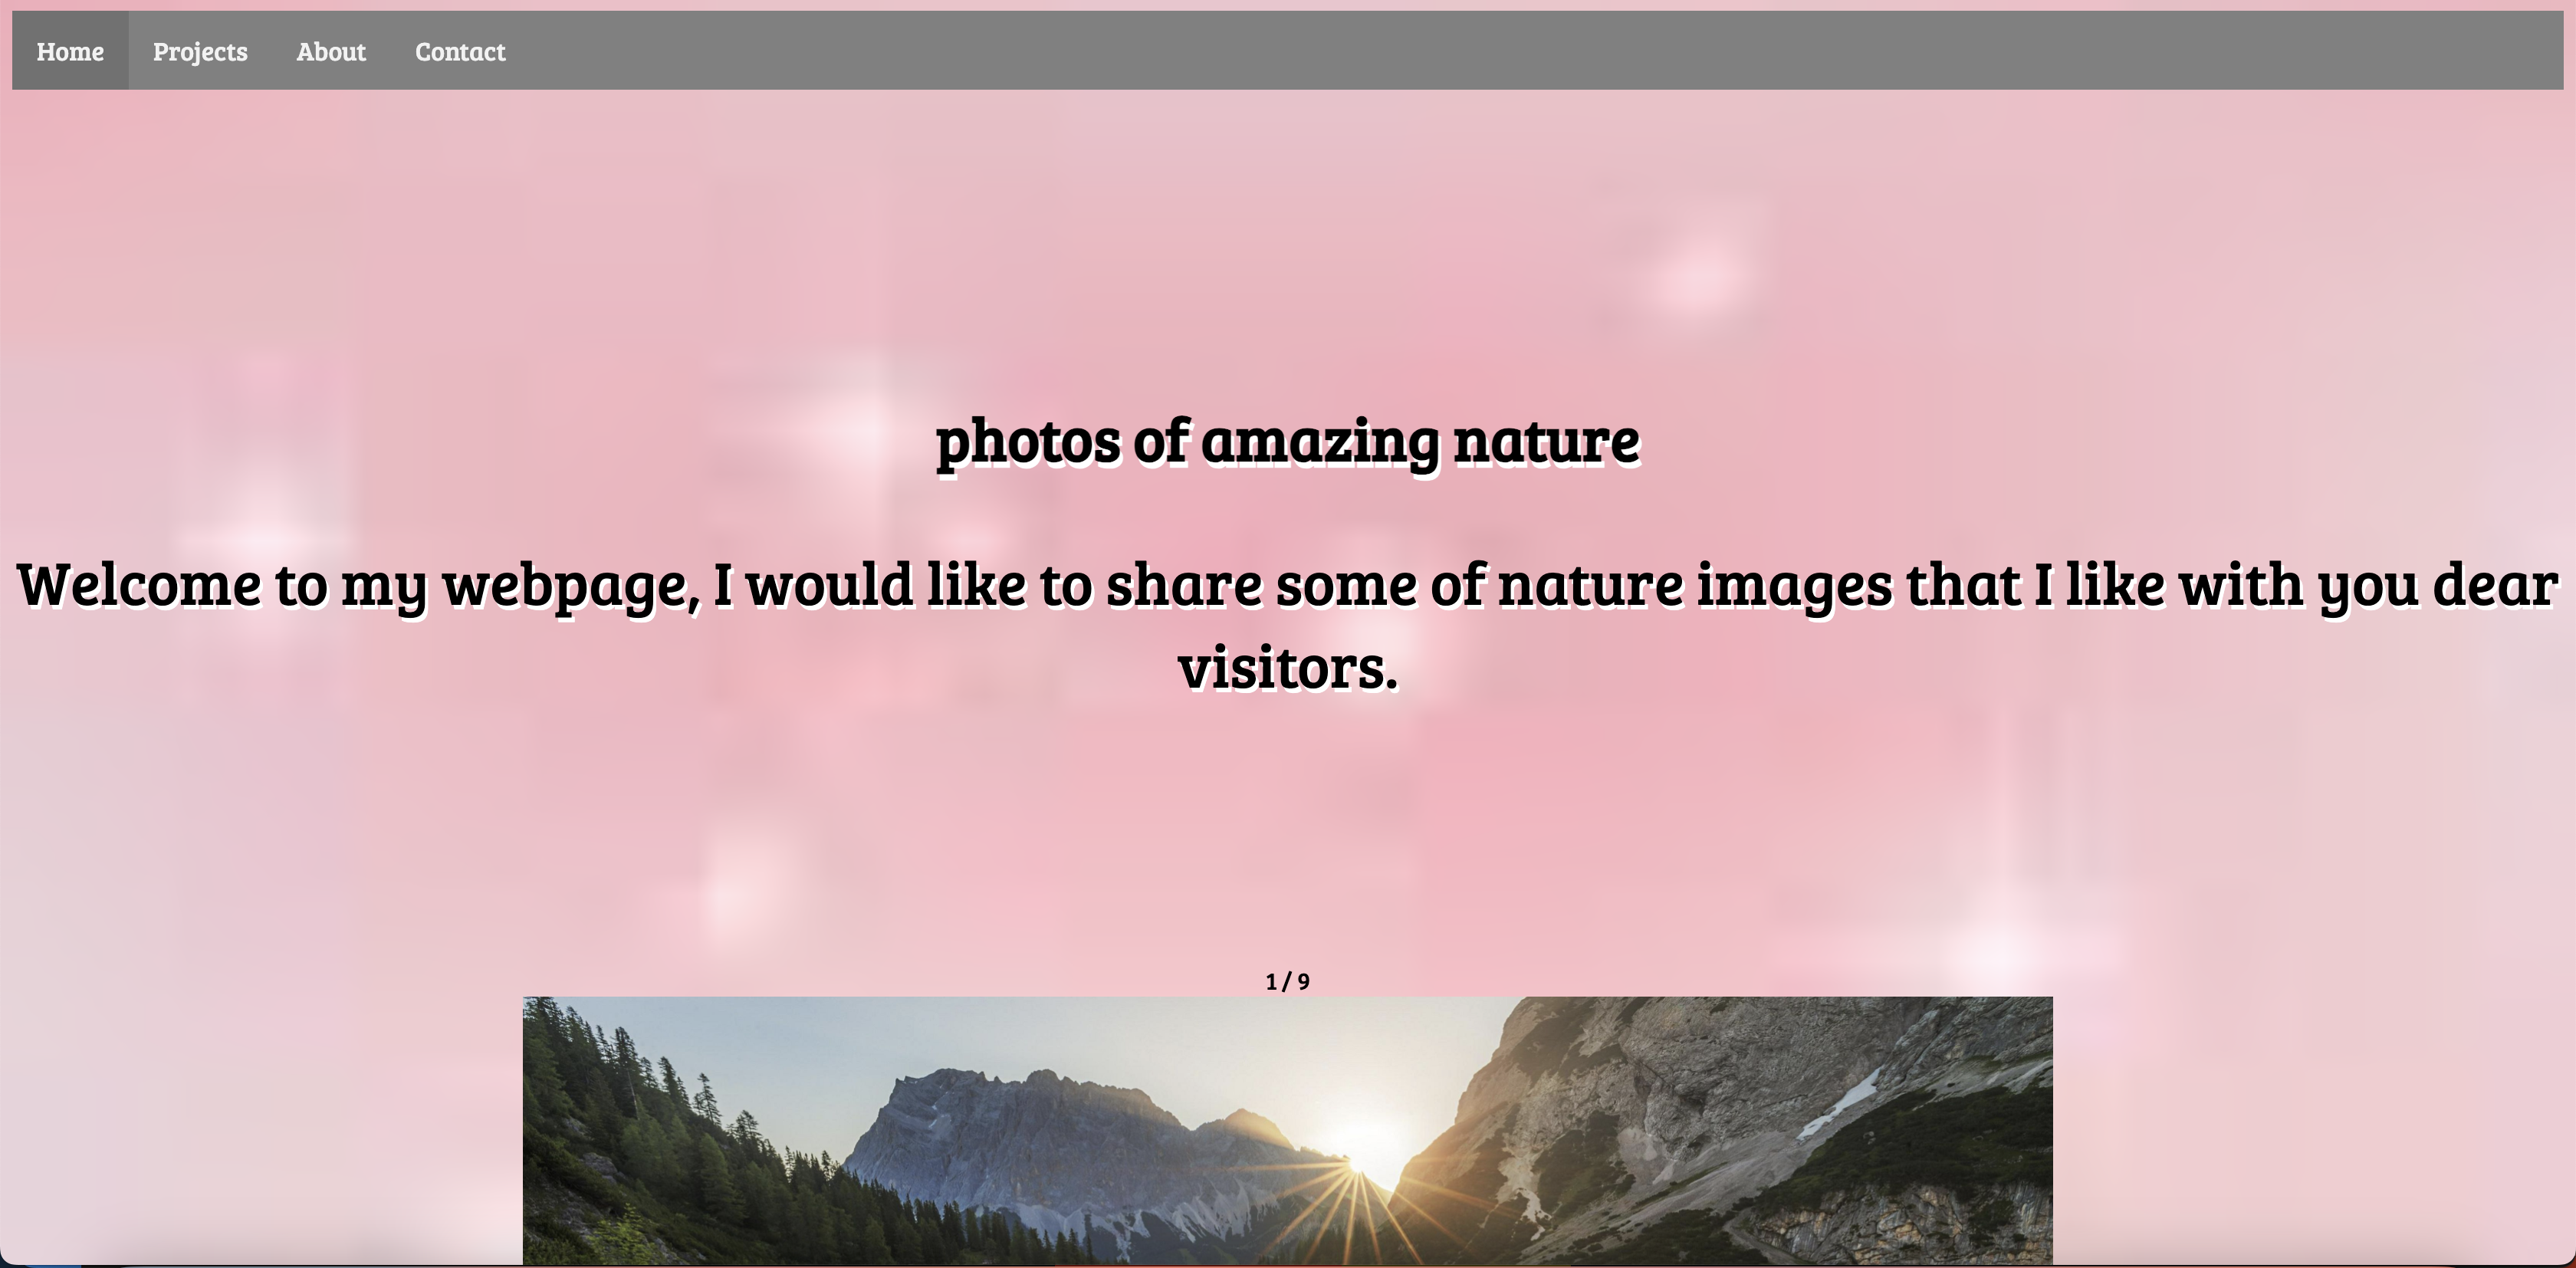 Home Projects About Contact
photos of amazing nature
Welcome to my webpage, I would like to share some of nature images that I like with you dear
visitors.
1 / 9